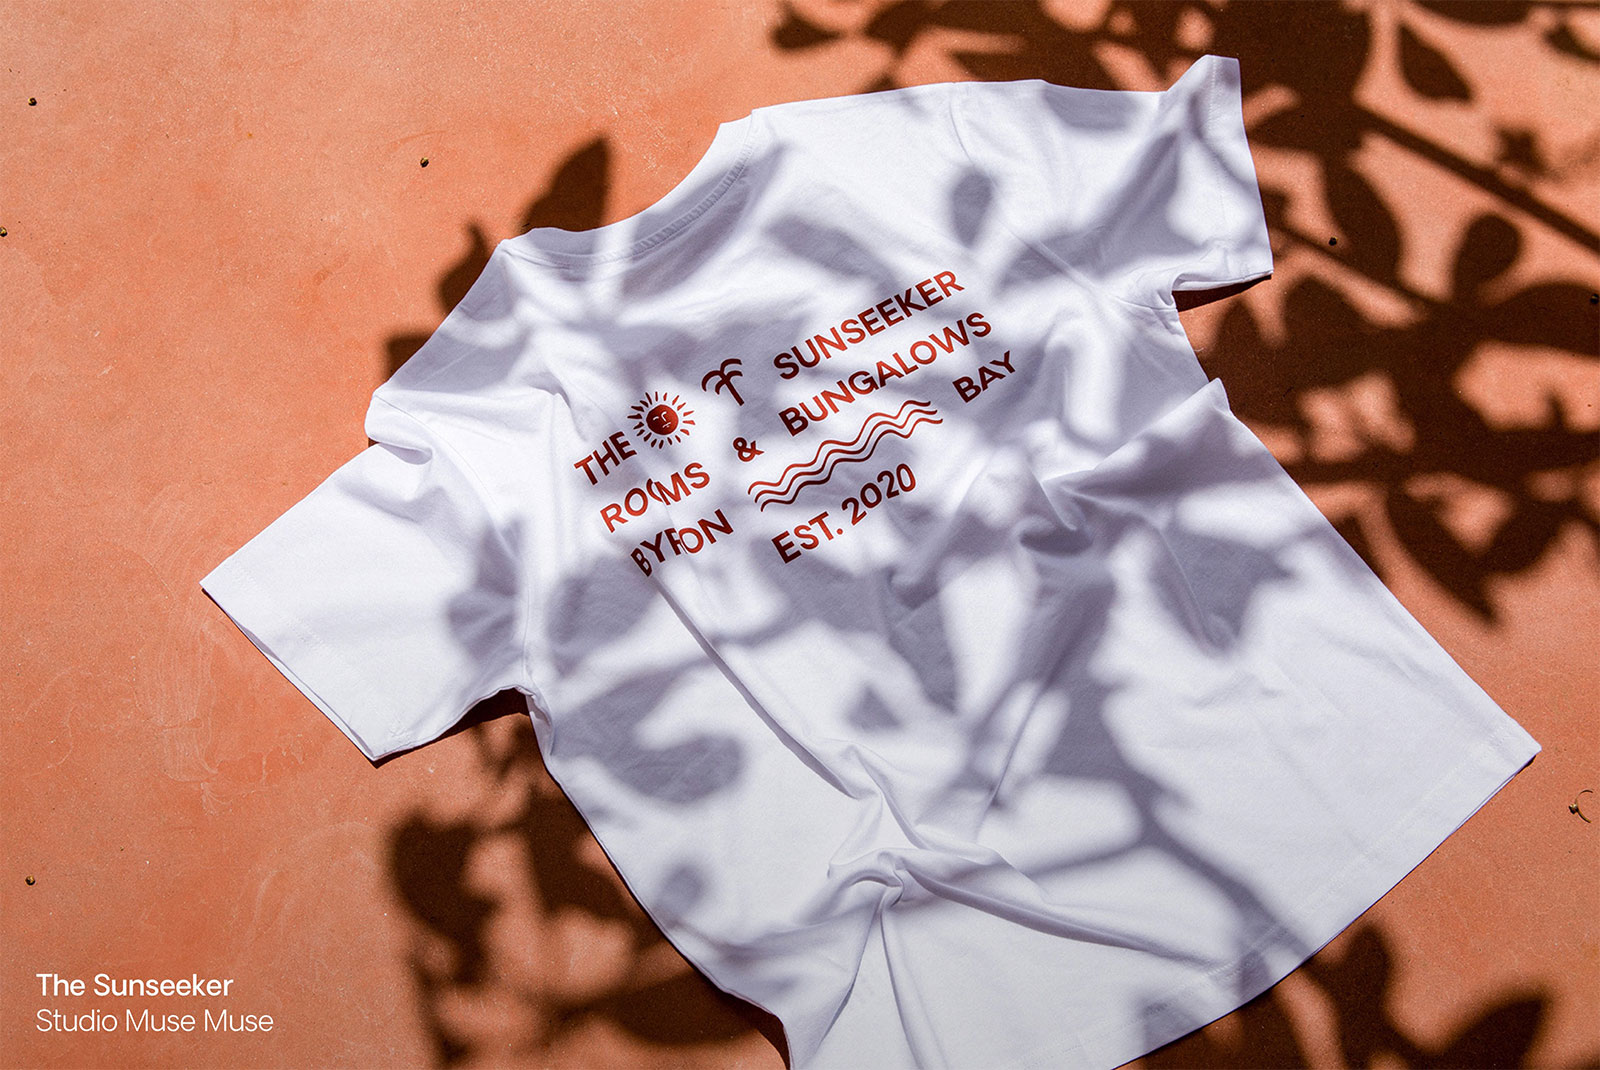 THE SUNSEEKER
ROOMS & BUNGALOWS
BYRON BAY
EST. 2020
The Sunseeker
Studio Muse Muse